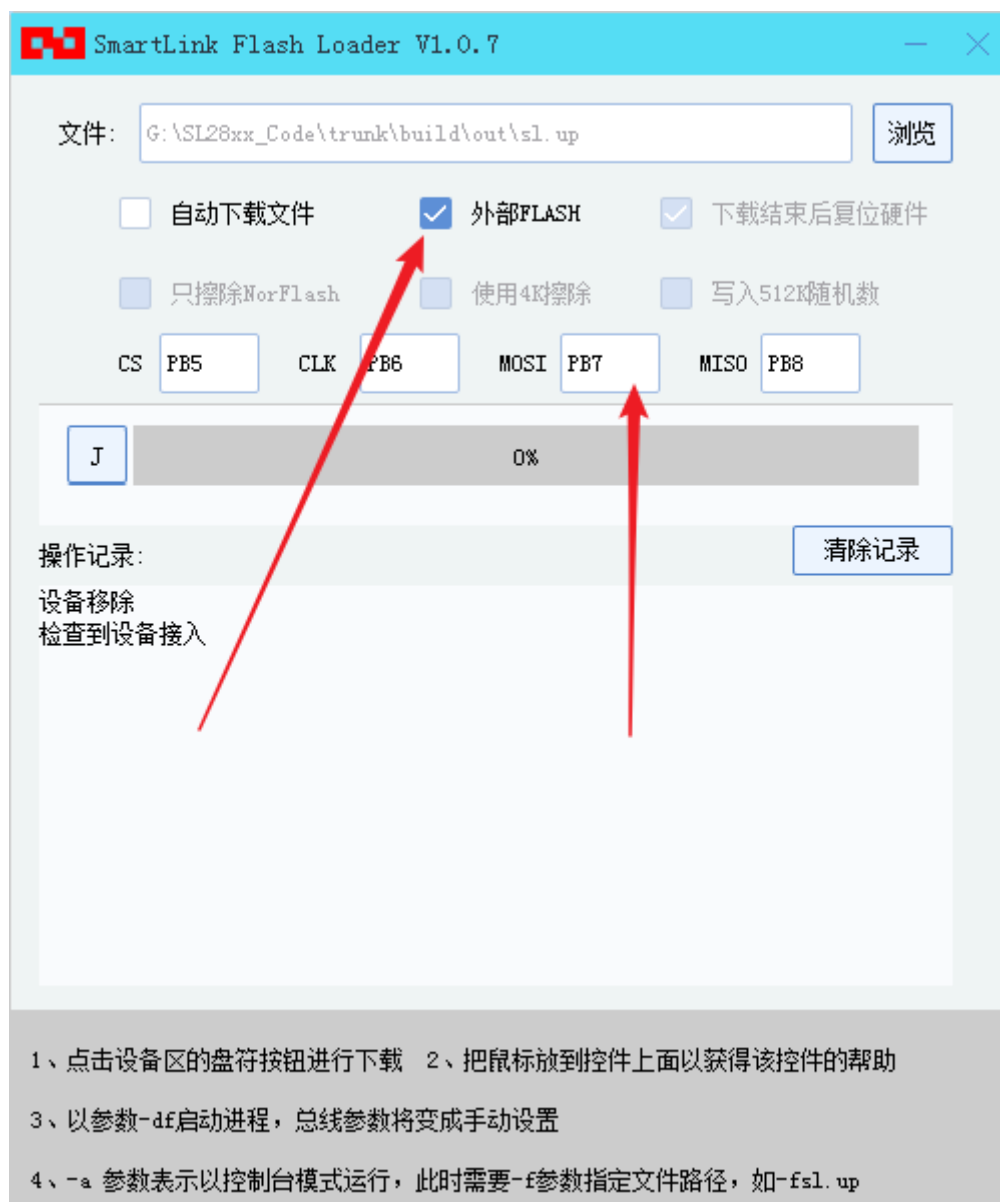 SmartLink Flash Loader V1.0.7
文件: G:\SL28xx_Code\trunk\build\out\sl.up 浏览
自动下载文件 外部FLASH 下载结束后复位硬件
只擦除NorFlash 使用4K擦除 写入512K随机数
CS PB5 CLK PB6 MOSI PB7 MISO PB8
J 0%
操作记录: 清除记录
设备移除
检查到设备接入
1、点击设备区的盘符按钮进行下载 2、把鼠标放到控件上面以获得该控件的帮助
3、以参数-df启动进程，总线参数将变成手动设置
4、-a 参数表示以控制台模式运行，此时需要-f参数指定文件路径，如-fsl.up